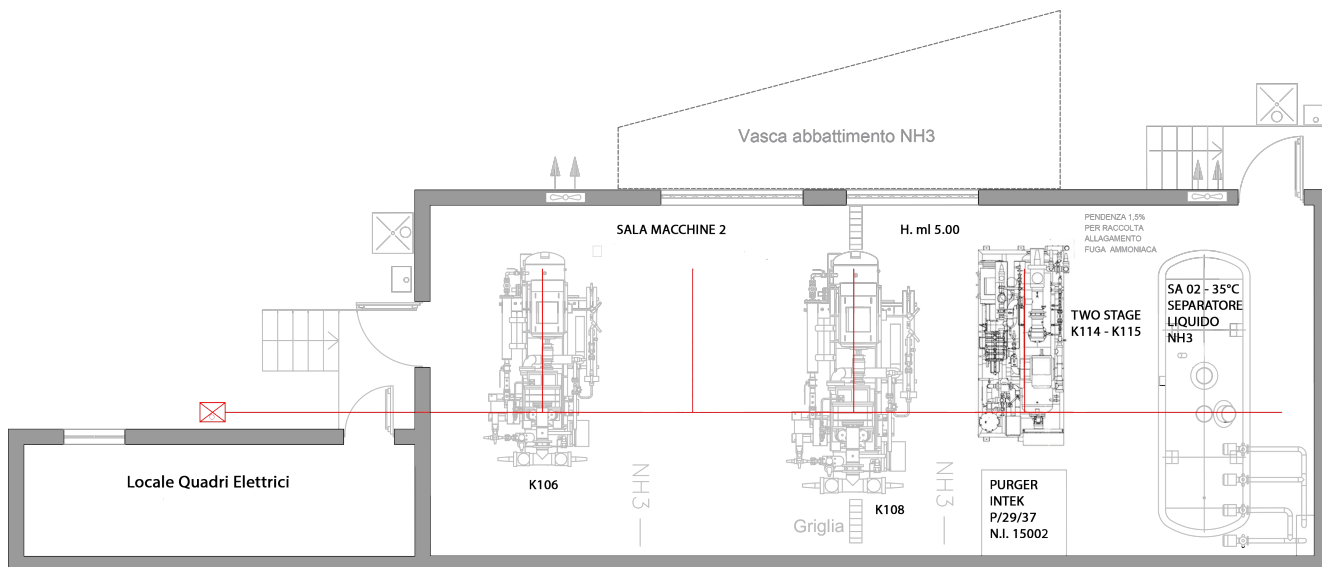 Vasca abbattimento NH3
SALA MACCHINE 2
H. ml 5.00
PENDENZA 1,5%
PER RACCOLTA
ALLAGAMENTO
FUGA AMMONIACA
SA 02 - 35°C
SEPARATORE
LIQUIDO
NH3
TWO STAGE
K114 - K115
Locale Quadri Elettrici
K106
NH3
K108
NH3
Griglia
PURGER
INTEK
P/29/37
N.I. 15002